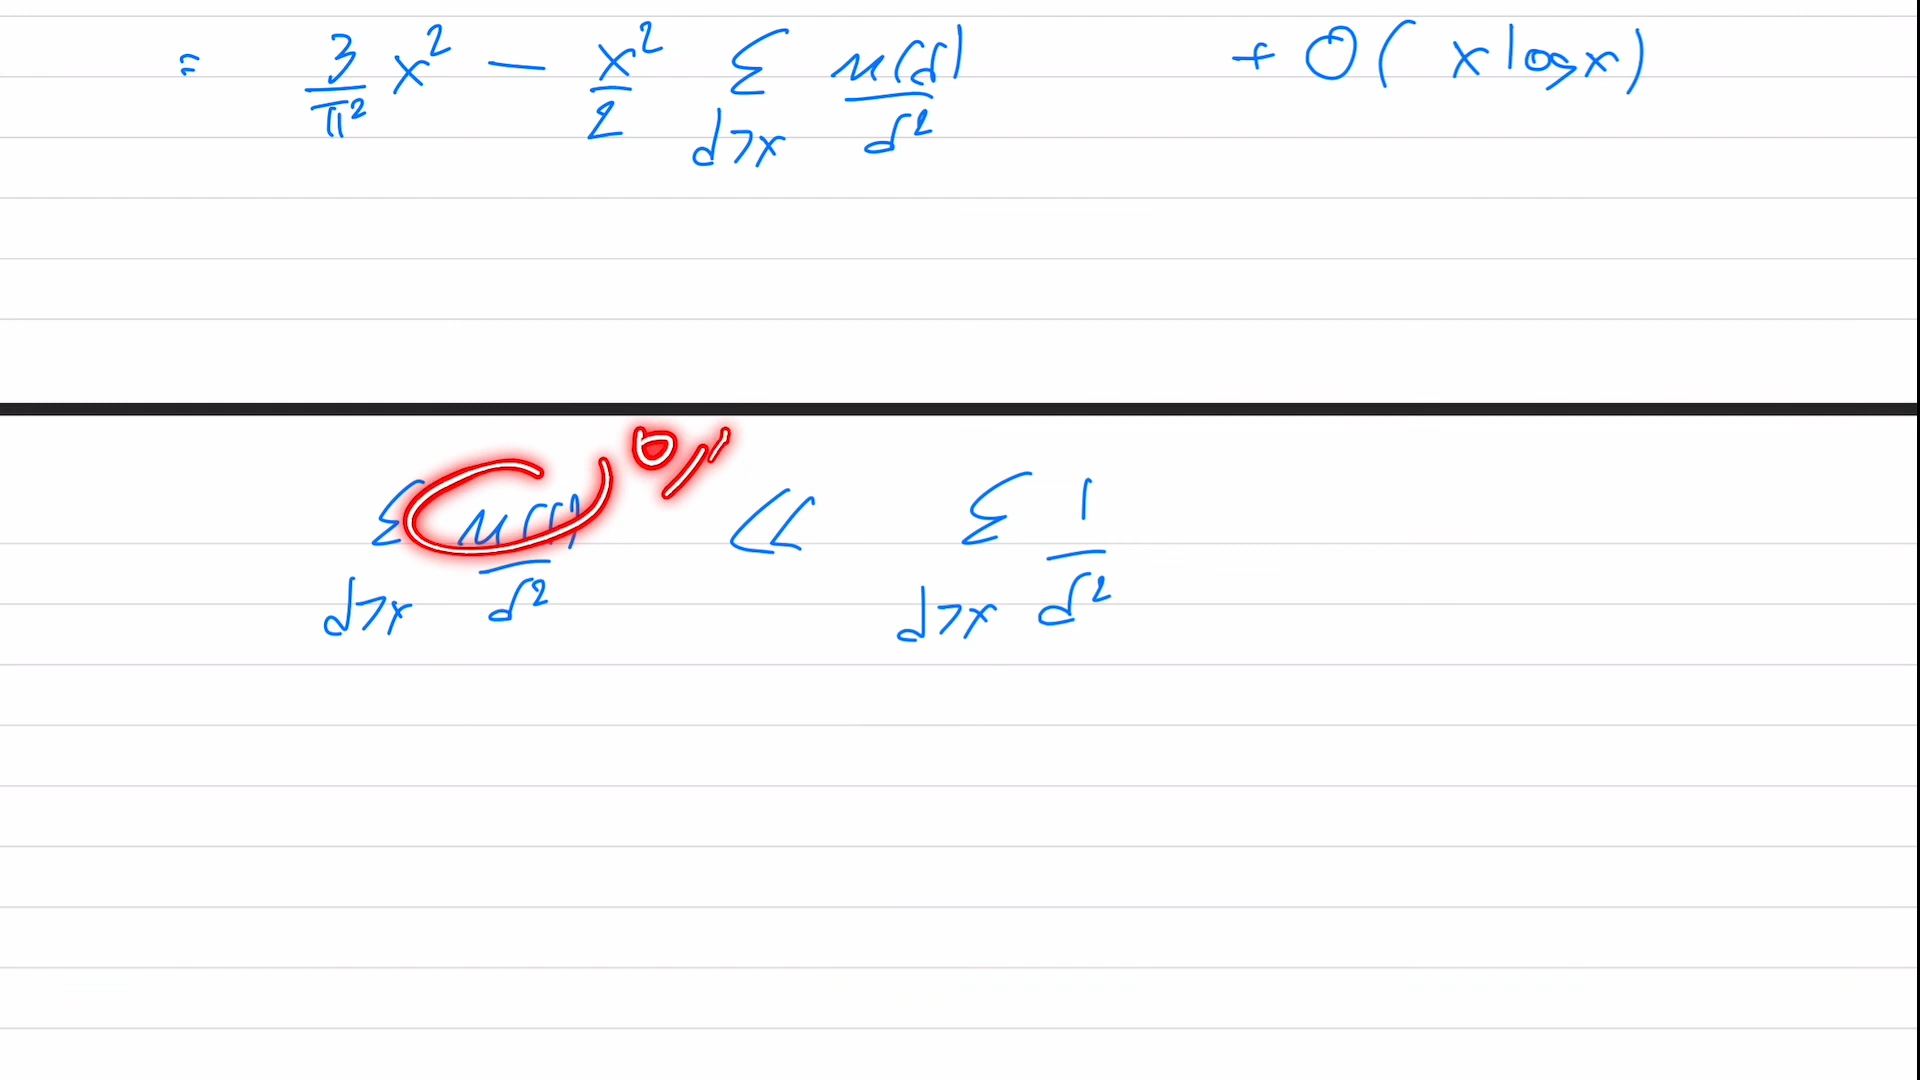 = 3/π² x² − x²/2 Σ_{d>x} μ(d)/d² + O( x log x )
Σ_{d>x} μ(d)/d² ≪ Σ_{d>x} 1/d²